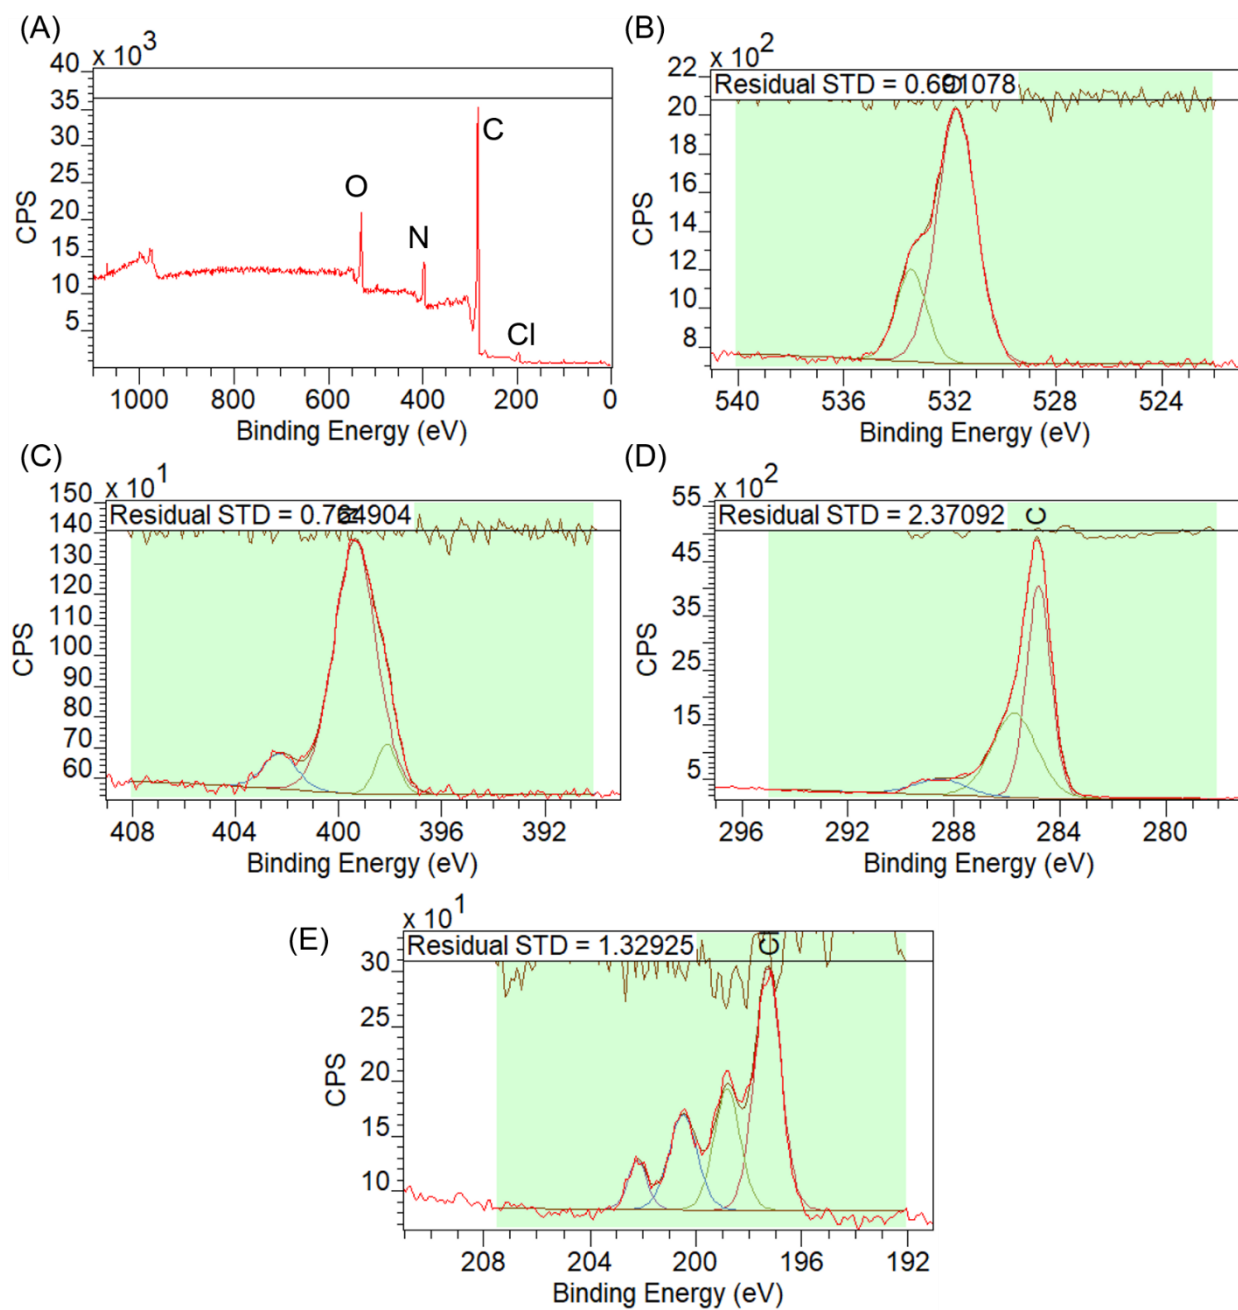 (A)
x 10³
40
35
30
25
20
15
10
5
CPS
O
N
C
Cl
1000 800 600 400 200 0
Binding Energy (eV)
(B)
x 10²
Residual STD = 0.691078
O
22
20
18
16
14
12
10
8
CPS
540 536 532 528 524
Binding Energy (eV)
(C)
x 10¹
Residual STD = 0.764904
N
150
140
130
120
110
100
90
80
70
60
CPS
408 404 400 396 392
Binding Energy (eV)
(D)
x 10²
Residual STD = 2.37092
C
55
45
35
25
15
5
CPS
296 292 288 284 280
Binding Energy (eV)
(E)
x 10¹
Residual STD = 1.32925
Cl
30
25
20
15
10
CPS
208 204 200 196 192
Binding Energy (eV)